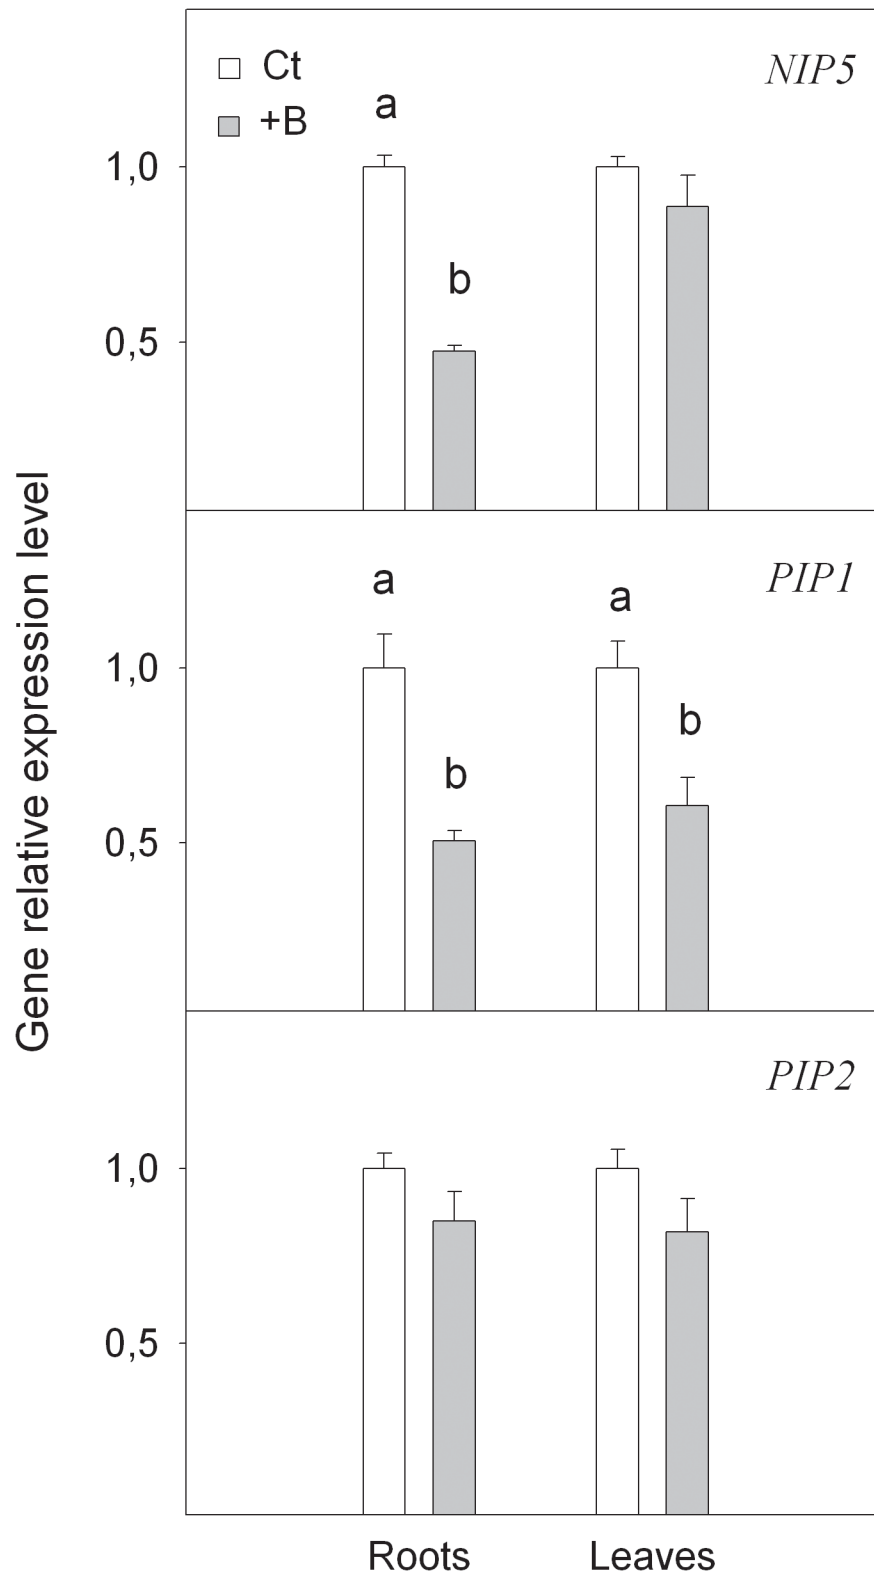 Gene relative expression level
Ct
+B
NIP5
a
b
1,0
0,5
PIP1
a
a
b
b
1,0
0,5
PIP2
1,0
0,5
Roots
Leaves